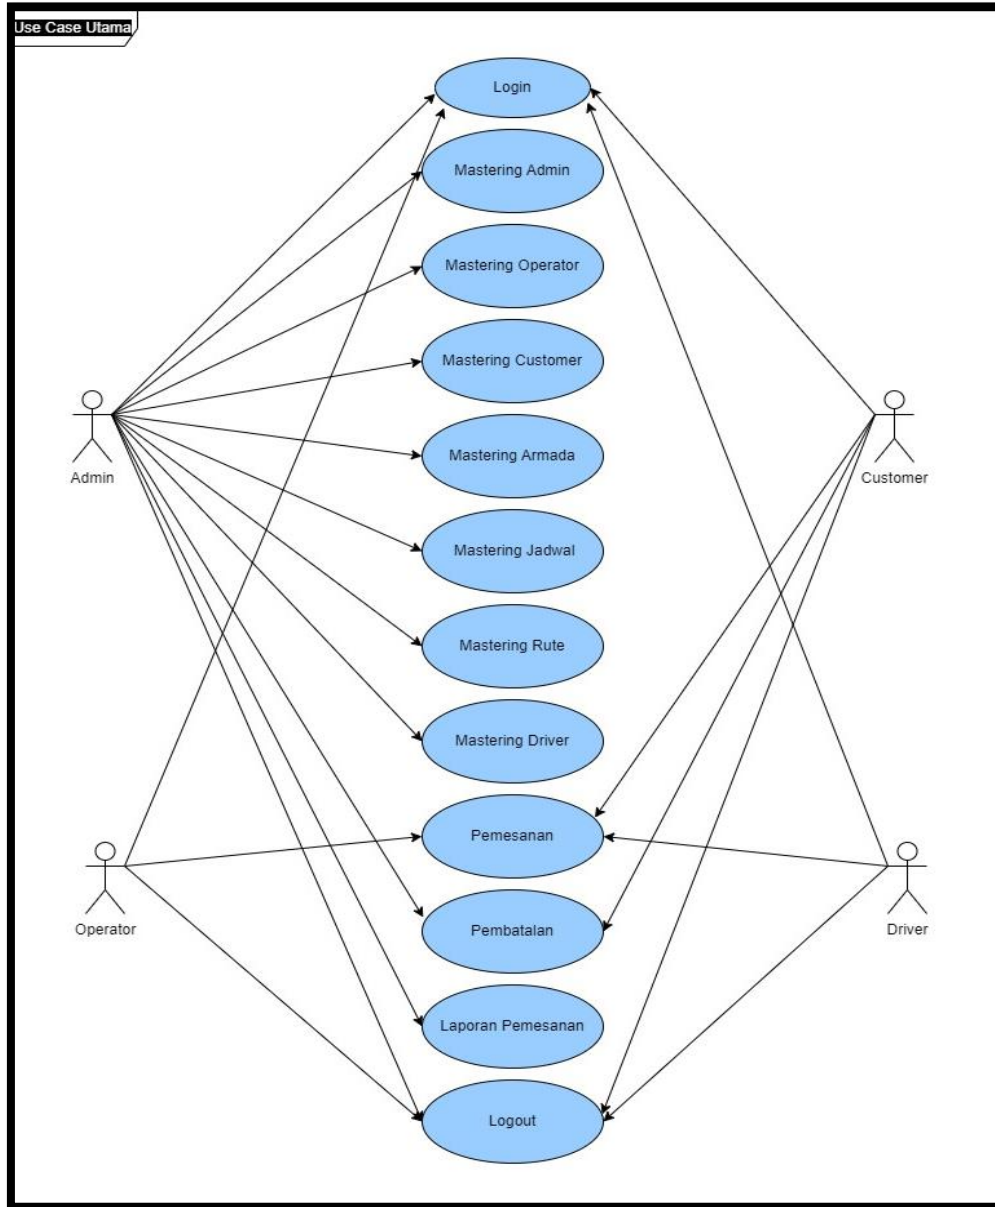 Use Case Utama
Login
Mastering Admin
Mastering Operator
Mastering Customer
Admin
Customer
Mastering Armada
Mastering Jadwal
Mastering Rute
Mastering Driver
Pemesanan
Operator
Driver
Pembatalan
Laporan Pemesanan
Logout